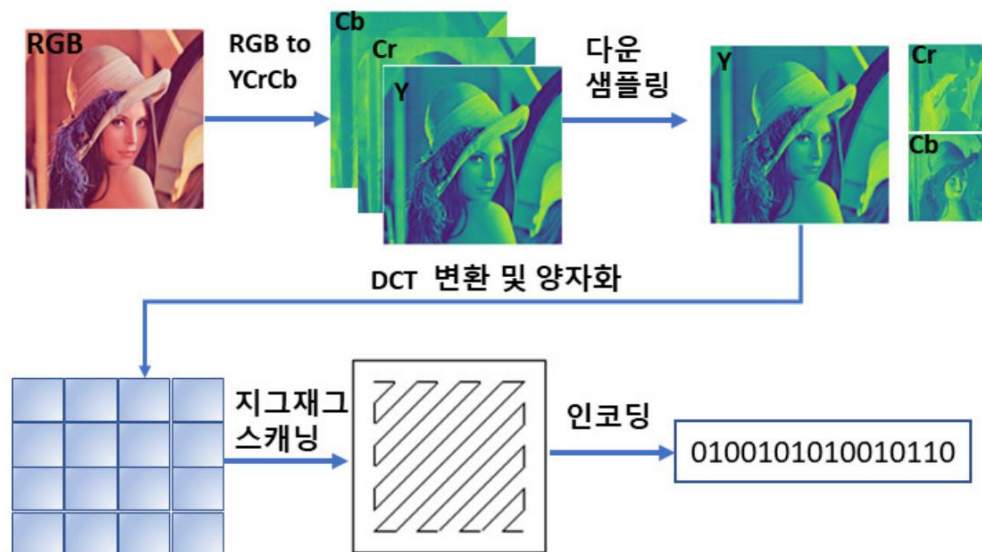 RGB
RGB to
YCrCb
Cb
Cr
Y
다운
샘플링
Y
Cr
Cb
DCT 변환 및 양자화
지그재그
스캐닝
인코딩
0100101010010110